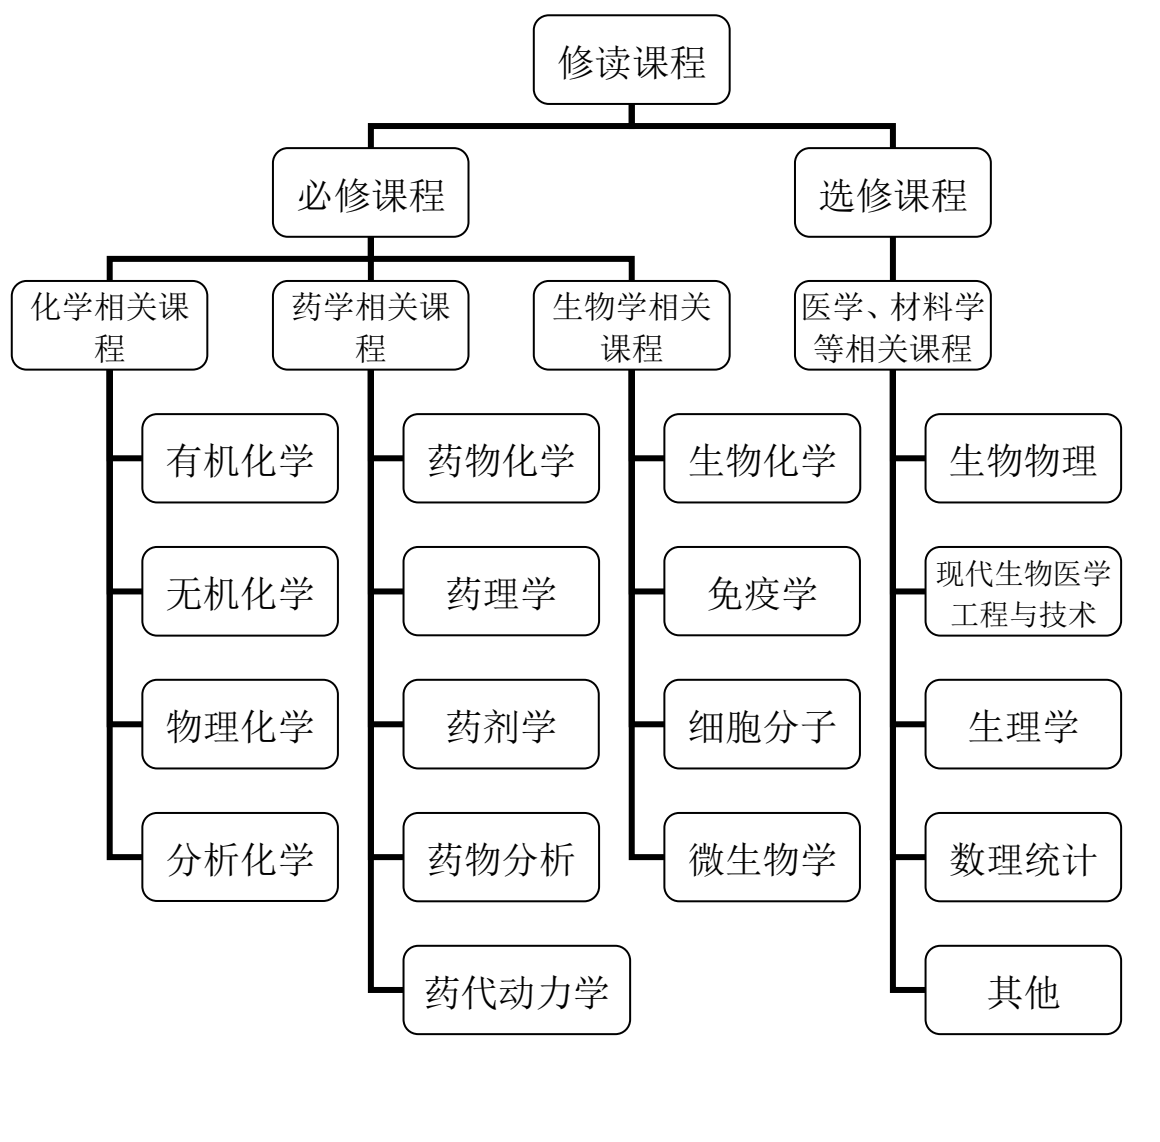 修读课程
必修课程
选修课程
化学相关课
程
药学相关课
程
生物学相关
课程
医学、材料学
等相关课程
有机化学
药物化学
生物化学
生物物理
无机化学
药理学
免疫学
现代生物医学
工程与技术
物理化学
药剂学
细胞分子
生理学
分析化学
药物分析
微生物学
数理统计
药代动力学
其他